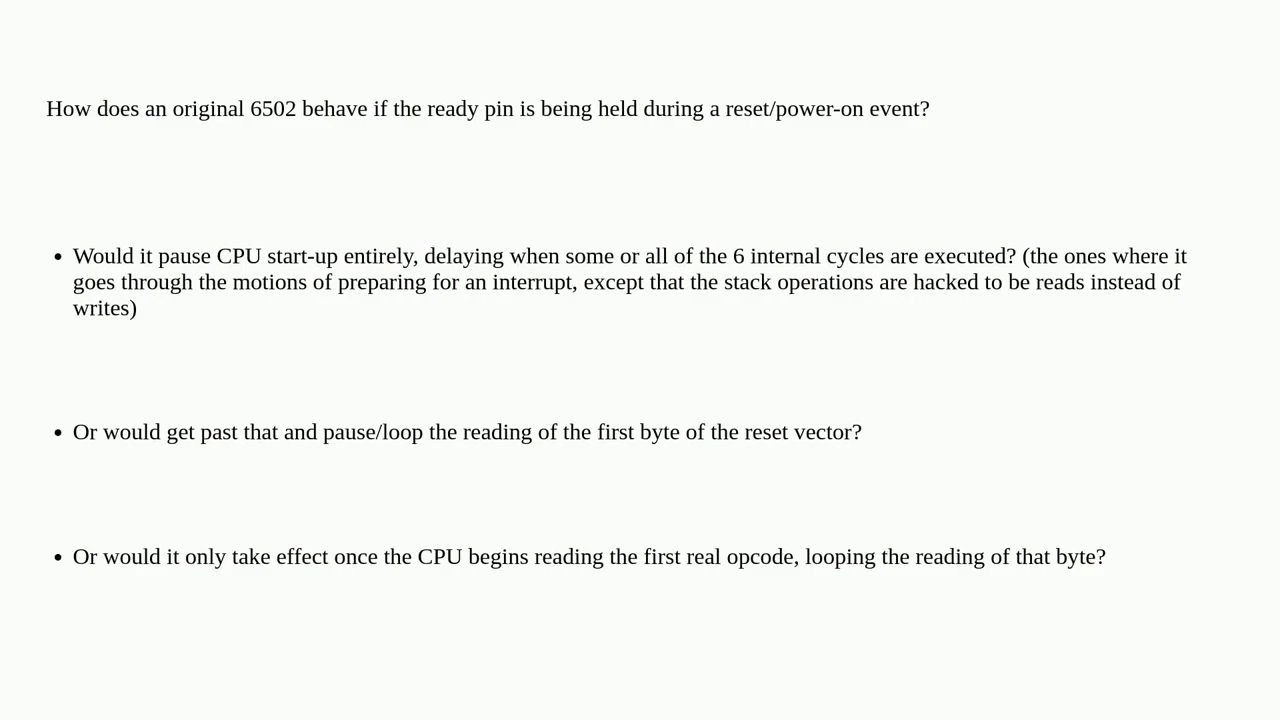 How does an original 6502 behave if the ready pin is being held during a reset/power-on event?
• Would it pause CPU start-up entirely, delaying when some or all of the 6 internal cycles are executed? (the ones where it
goes through the motions of preparing for an interrupt, except that the stack operations are hacked to be reads instead of
writes)
• Or would get past that and pause/loop the reading of the first byte of the reset vector?
• Or would it only take effect once the CPU begins reading the first real opcode, looping the reading of that byte?